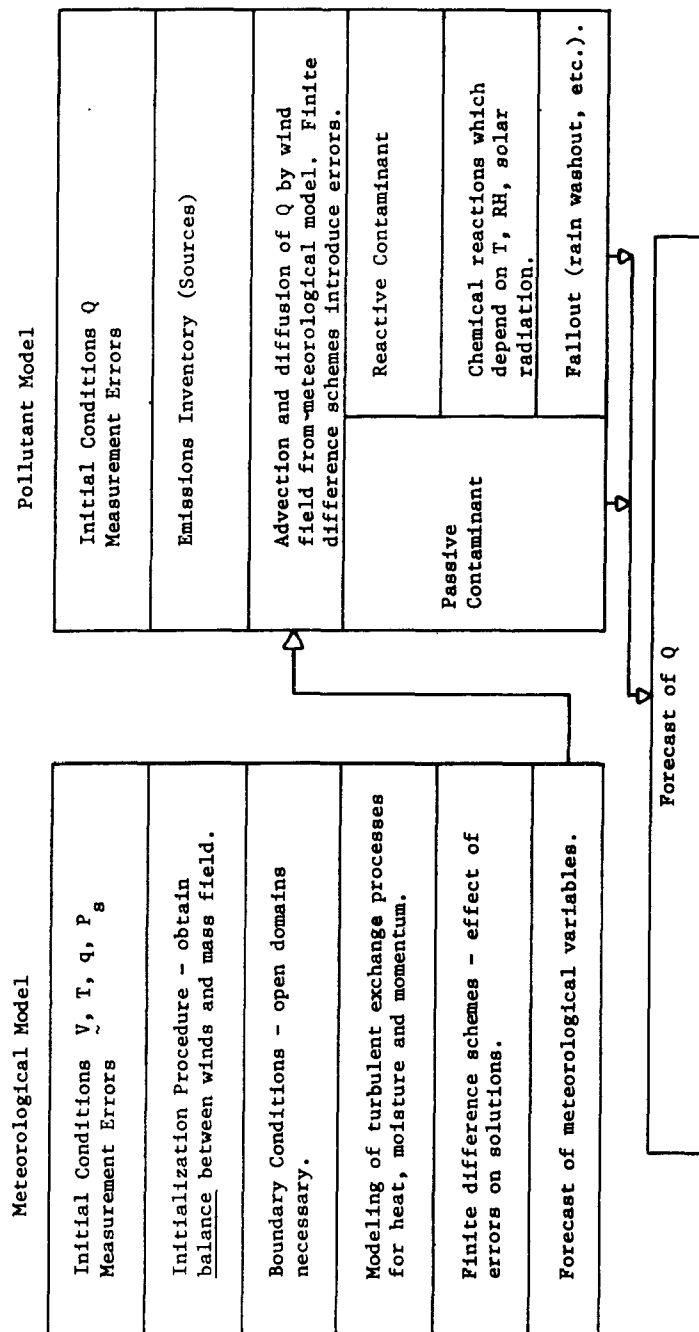 Meteorological Model
Initial Conditions V, T, q, P
~
s
Measurement Errors
Initialization Procedure - obtain
balance between winds and mass field.
Boundary Conditions - open domains
necessary.
Modeling of turbulent exchange processes
for heat, moisture and momentum.
Finite difference schemes - effect of
errors on solutions.
Forecast of meteorological variables.
Pollutant Model
Initial Conditions Q
Measurement Errors
Emissions Inventory (Sources)
Advection and diffusion of Q by wind
field from meteorological model. Finite
difference schemes introduce errors.
Passive
Contaminant
Reactive Contaminant
Chemical reactions which
depend on T, RH, solar
radiation.
Fallout (rain washout, etc.).
Forecast of Q